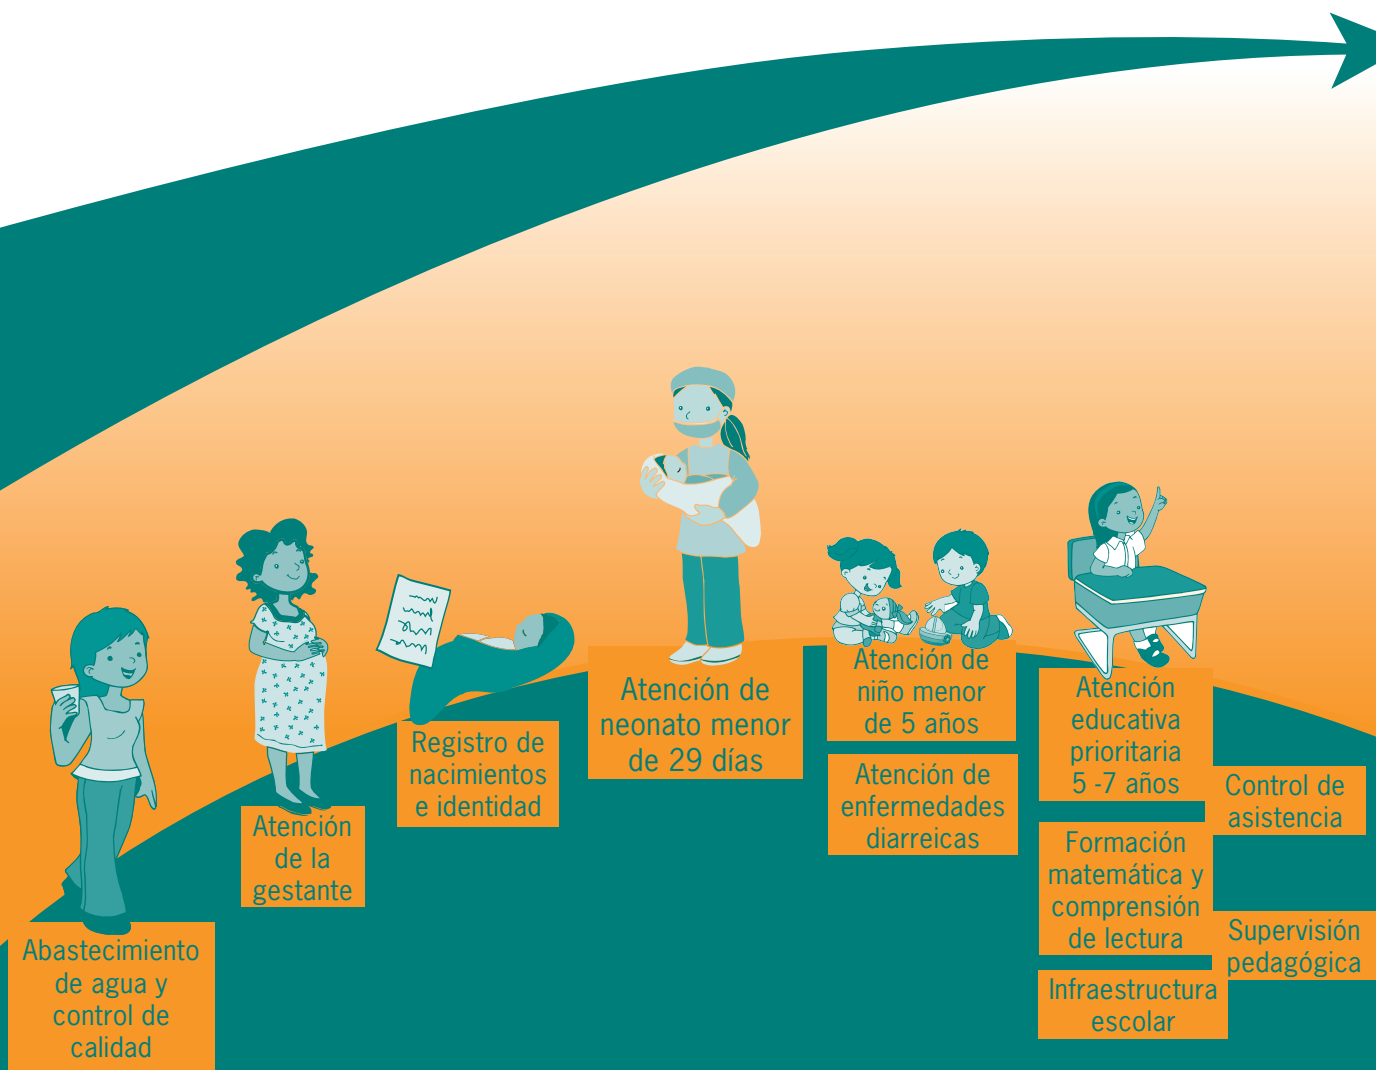 Abastecimiento
de agua y
control de
calidad
Atención
de la
gestante
Registro de
nacimientos
e identidad
Atención de
neonato menor
de 29 días
Atención de
niño menor
de 5 años
Atención de
enfermedades
diarreicas
Atención
educativa
prioritaria
5 -7 años
Control de
asistencia
Formación
matemática y
comprensión
de lectura
Supervisión
pedagógica
Infraestructura
escolar